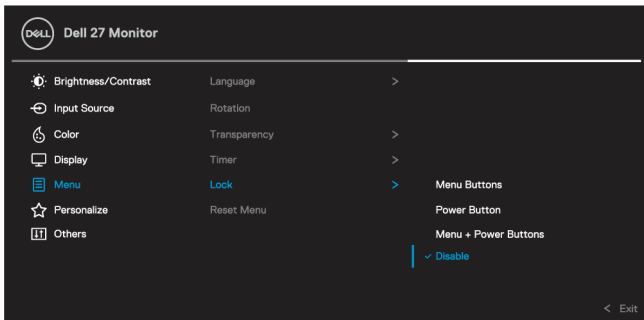 DELL
Dell 27 Monitor
Brightness/Contrast
Language >
Input Source
Rotation
Color
Transparency >
Display
Timer >
Menu
Lock >
Menu Buttons
Personalize
Reset Menu
Power Button
Others
Menu + Power Buttons
✓ Disable
< Exit